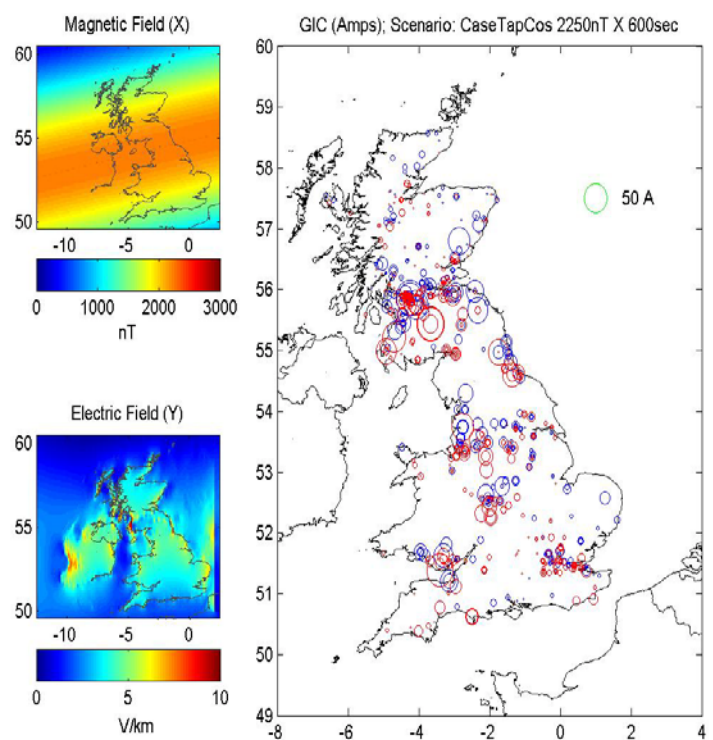 Magnetic Field (X)
60
55
50
-10 -5 0
0 1000 2000 3000
nT
Electric Field (Y)
60
55
50
-10 -5 0
0 5 10
V/km
GIC (Amps); Scenario: CaseTapCos 2250nT X 600sec
60
59
58
57
56
55
54
53
52
51
50
49
-8 -6 -4 -2 0 2 4
50 A